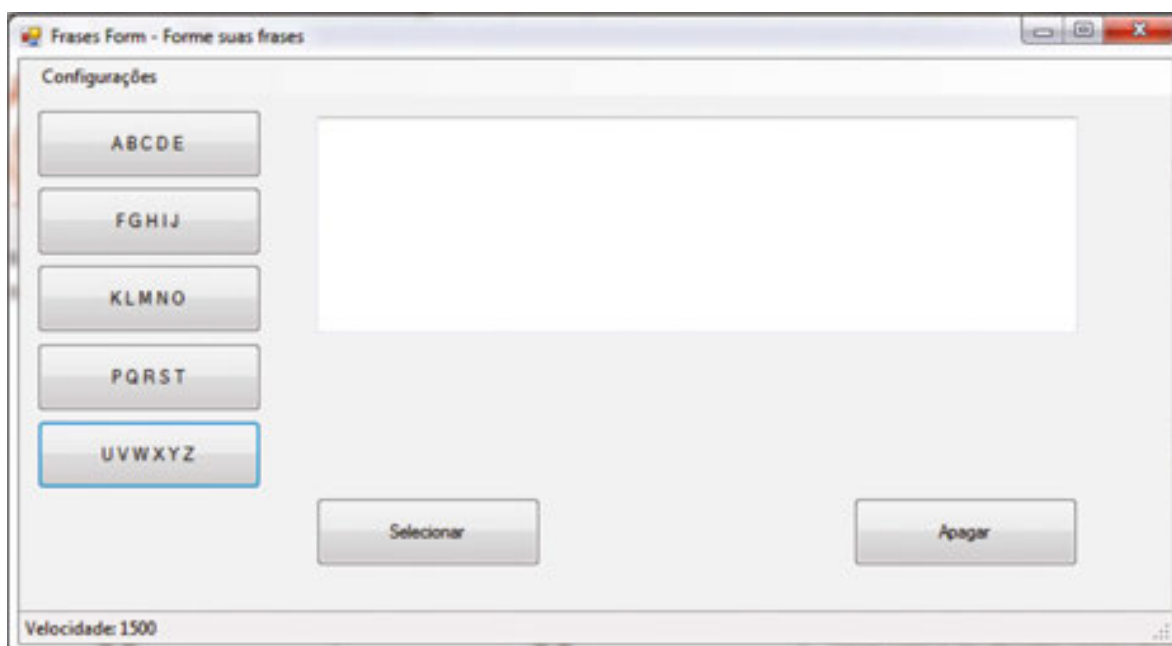 Frases Form - Forme suas frases
Configurações
A B C D E
F G H I J
K L M N O
P Q R S T
U V W X Y Z
Selecionar
Apagar
Velocidade: 1500